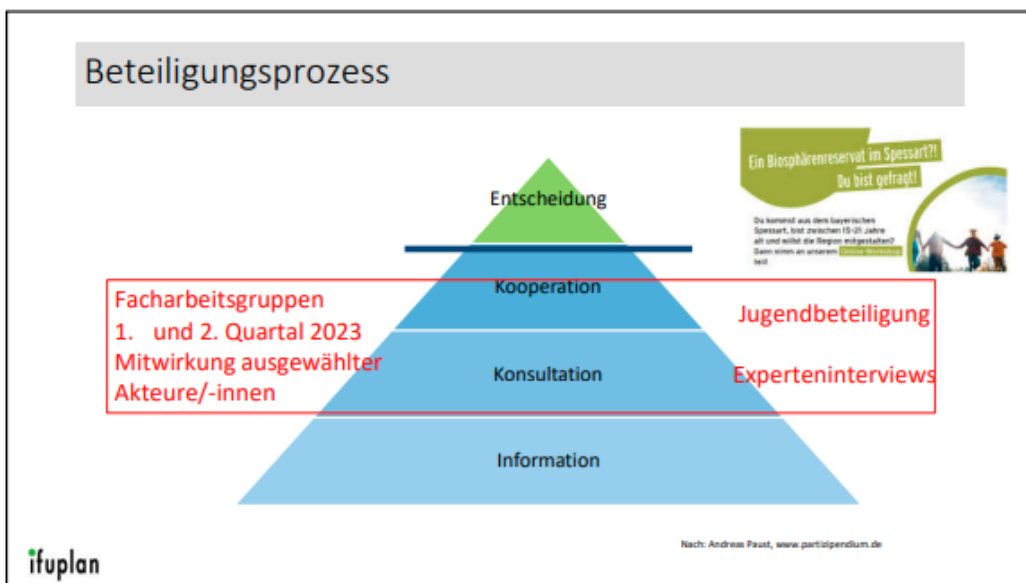 Beteiligungsprozess
Ein Biosphärenreservat im Spessart?!
Du bist gefragt!
Du kommst aus dem bayerischen
Spessart, bist zwischen 15-21 Jahre
alt und willst die Region mitgestalten?
Dann nimm an unserem Online-Workshop
teil!
Entscheidung
Kooperation
Facharbeitsgruppen
1. und 2. Quartal 2023
Mitwirkung ausgewählter
Akteure/-innen
Jugendbeteiligung
Konsultation
Experteninterviews
Information
Nach: Andreas Paust, www.partizipendium.de
ifuplan